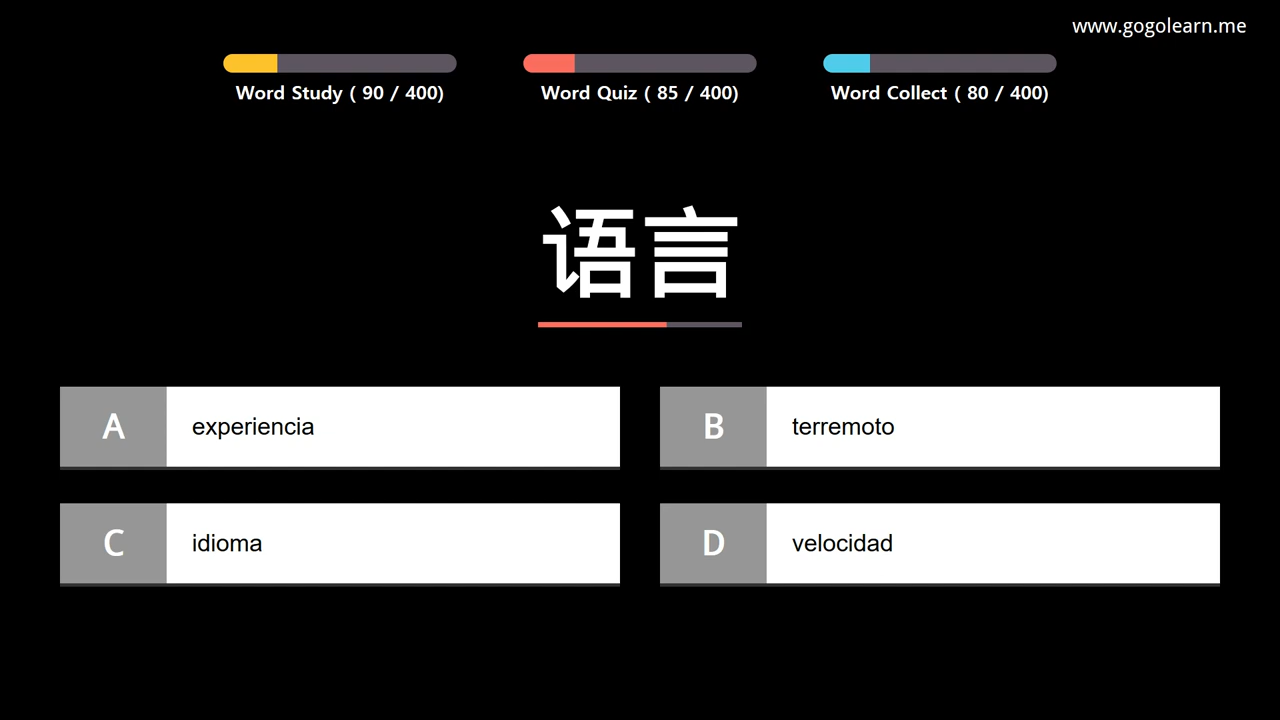 www.gogolearn.me
Word Study ( 90 / 400)
Word Quiz ( 85 / 400)
Word Collect ( 80 / 400)
语言
A experiencia
B terremoto
C idioma
D velocidad